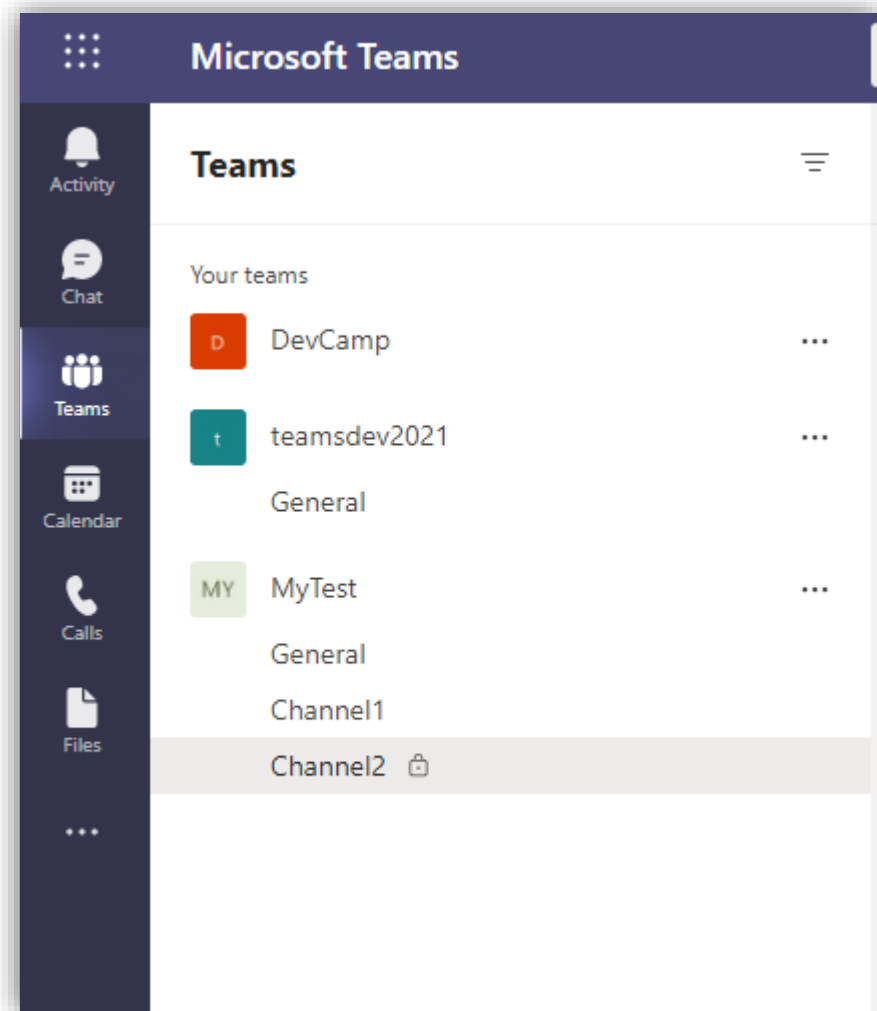 Microsoft Teams
Activity
Chat
Teams
Calendar
Calls
Files
Teams
Your teams
D DevCamp
t teamsdev2021
General
MY MyTest
General
Channel1
Channel2